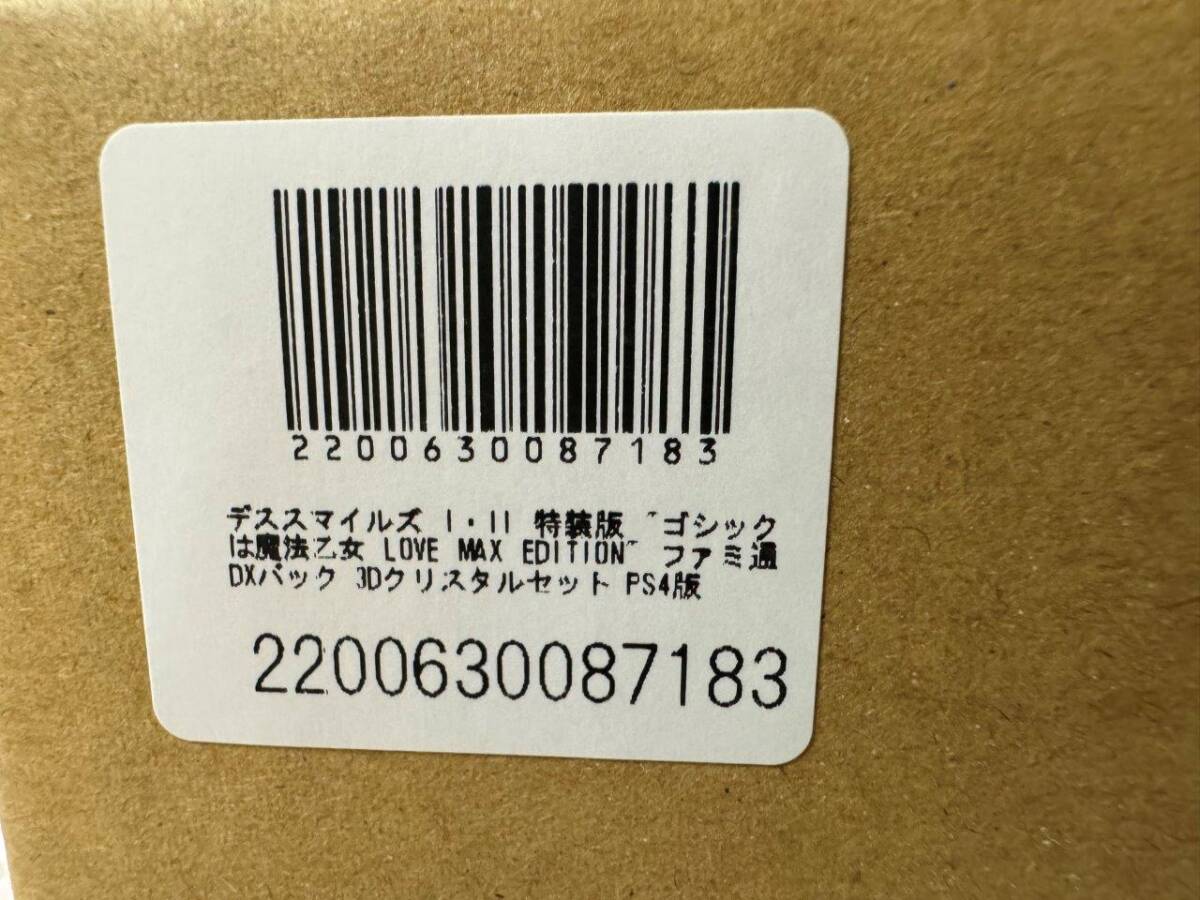 2200630087183
デススマイルズ I・II 特装版 "ゴシック
は魔法乙女 LOVE MAX EDITION" ファミ通
DXパック 3Dクリスタルセット PS4版
2200630087183